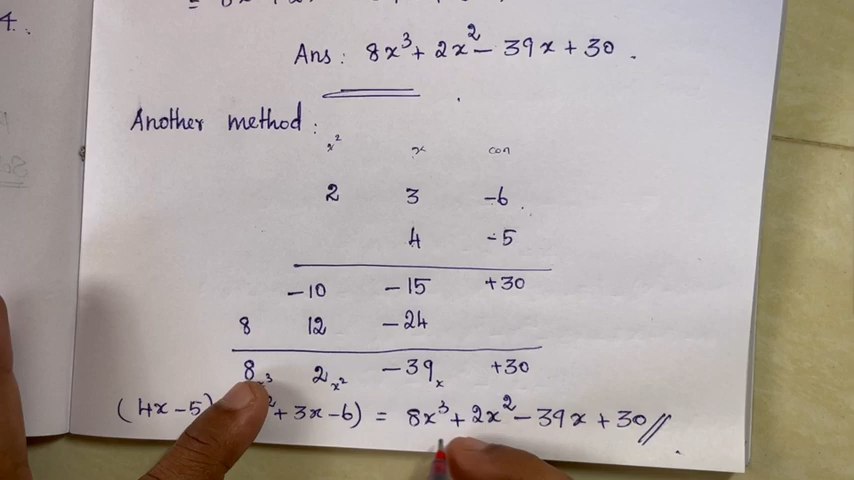 4.
Ans : 8x³ + 2x² - 39x + 30 .
Another method :
x² x con
2 3 -6
4 -5
-10 -15 +30
8 12 -24
8x³ 2x² -39x +30
(4x-5) ² + 3x - 6) = 8x³ + 2x² - 39x + 30 //